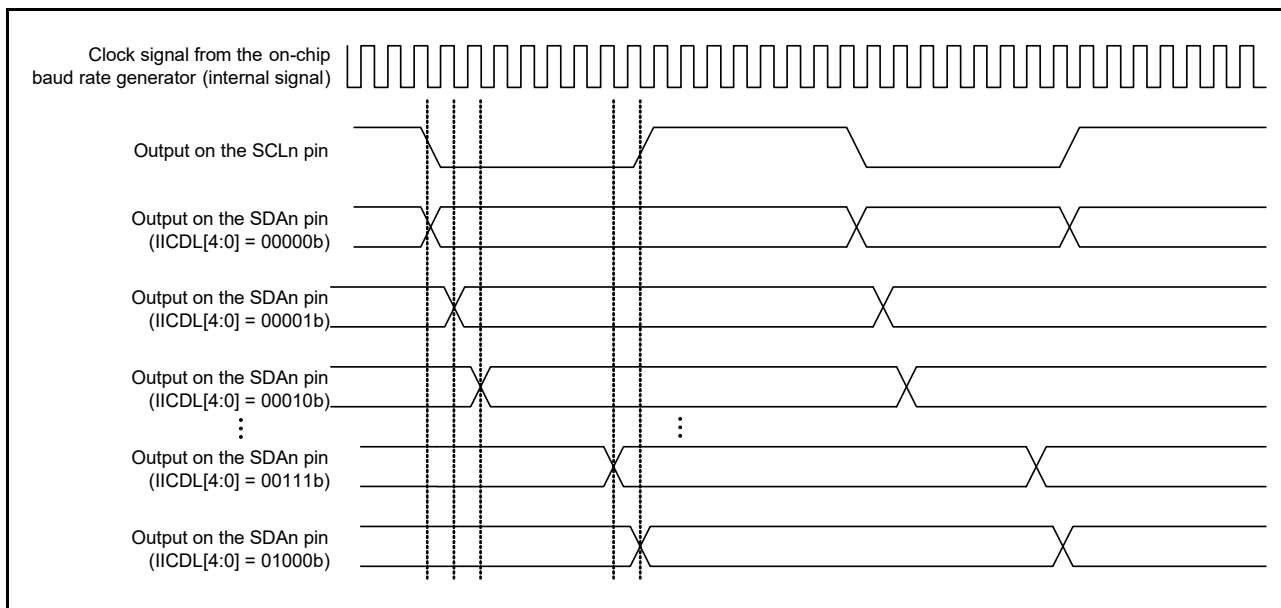 Clock signal from the on-chip
baud rate generator (internal signal)
Output on the SCLn pin
Output on the SDAn pin
(IICDL[4:0] = 00000b)
Output on the SDAn pin
(IICDL[4:0] = 00001b)
Output on the SDAn pin
(IICDL[4:0] = 00010b)
Output on the SDAn pin
(IICDL[4:0] = 00111b)
Output on the SDAn pin
(IICDL[4:0] = 01000b)